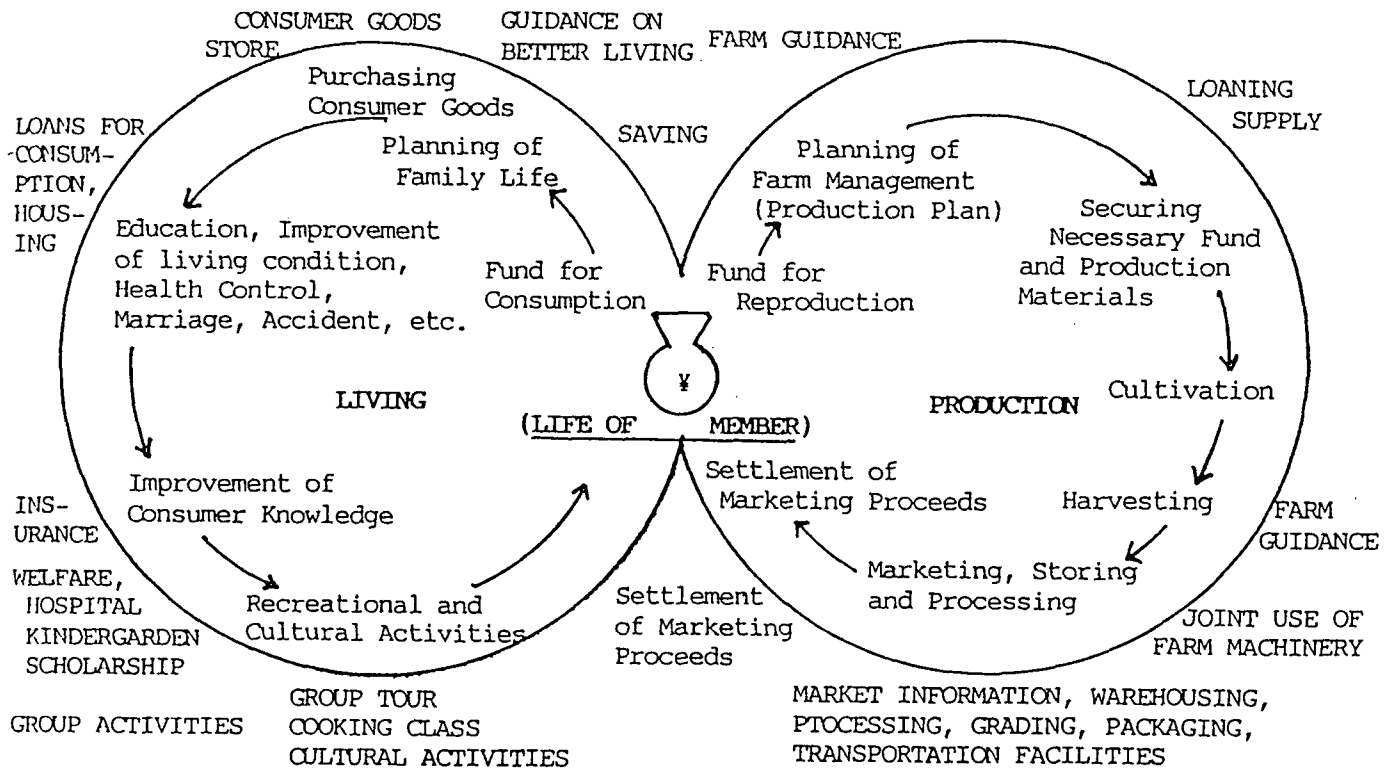 CONSUMER GOODS
STORE
GUIDANCE ON
BETTER LIVING
FARM GUIDANCE
LOANING
SUPPLY
SAVING
LOANS FOR
CONSUM-
PTION,
HOUS-
ING
Purchasing
Consumer Goods
Planning of
Family Life
Education, Improvement
of living condition,
Health Control,
Marriage, Accident, etc.
Fund for
Consumption
Fund for
Reproduction
Planning of
Farm Management
(Production Plan)
Securing
Necessary Fund
and Production
Materials
¥
LIVING
(LIFE OF MEMBER)
PRODUCTION
Cultivation
Improvement of
Consumer Knowledge
Settlement of
Marketing Proceeds
Harvesting
INS-
URANCE
FARM
GUIDANCE
WELFARE,
HOSPITAL
KINDERGARDEN
SCHOLARSHIP
Recreational and
Cultural Activities
Settlement
of Marketing
Proceeds
Marketing, Storing
and Processing
JOINT USE OF
FARM MACHINERY
GROUP ACTIVITIES
GROUP TOUR
COOKING CLASS
CULTURAL ACTIVITIES
MARKET INFORMATION, WAREHOUSING,
PTOCESSING, GRADING, PACKAGING,
TRANSPORTATION FACILITIES